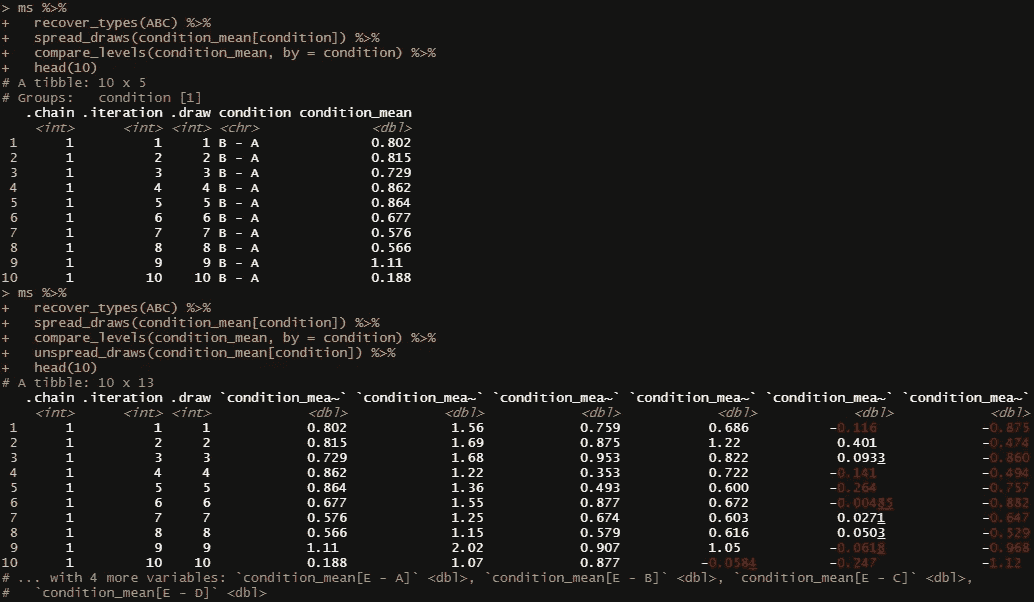 > ms %>%
+   recover_types(ABC) %>%
+   spread_draws(condition_mean[condition]) %>%
+   compare_levels(condition_mean, by = condition) %>%
+   head(10)
# A tibble: 10 x 5
# Groups:   condition [1]
.chain .iteration .draw condition condition_mean
<int> <int> <int> <chr> <dbl>
1 1 1 1 B - A 0.802
2 1 2 2 B - A 0.815
3 1 3 3 B - A 0.729
4 1 4 4 B - A 0.862
5 1 5 5 B - A 0.864
6 1 6 6 B - A 0.677
7 1 7 7 B - A 0.576
8 1 8 8 B - A 0.566
9 1 9 9 B - A 1.11
10 1 10 10 B - A 0.188
> ms %>%
+   recover_types(ABC) %>%
+   spread_draws(condition_mean[condition]) %>%
+   compare_levels(condition_mean, by = condition) %>%
+   unspread_draws(condition_mean[condition]) %>%
+   head(10)
# A tibble: 10 x 13
.chain .iteration .draw `condition_mea~` `condition_mea~` `condition_mea~` `condition_mea~` `condition_mea~` `condition_mea~`
<int> <int> <int> <dbl> <dbl> <dbl> <dbl> <dbl> <dbl>
1 1 1 1 0.802 1.56 0.759 0.686 -0.116 -0.875
2 1 2 2 0.815 1.69 0.875 1.22 0.401 -0.474
3 1 3 3 0.729 1.68 0.953 0.822 0.0933 -0.860
4 1 4 4 0.862 1.22 0.353 0.722 -0.141 -0.494
5 1 5 5 0.864 1.36 0.493 0.600 -0.264 -0.757
6 1 6 6 0.677 1.55 0.877 0.672 -0.00485 -0.882
7 1 7 7 0.576 1.25 0.674 0.603 0.0271 -0.647
8 1 8 8 0.566 1.15 0.579 0.616 0.0503 -0.529
9 1 9 9 1.11 2.02 0.907 1.05 -0.0618 -0.968
10 1 10 10 0.188 1.07 0.877 -0.0584 -0.247 -1.12
# ... with 4 more variables: `condition_mean[E - A]` <dbl>, `condition_mean[E - B]` <dbl>, `condition_mean[E - C]` <dbl>,
#   `condition_mean[E - D]` <dbl>